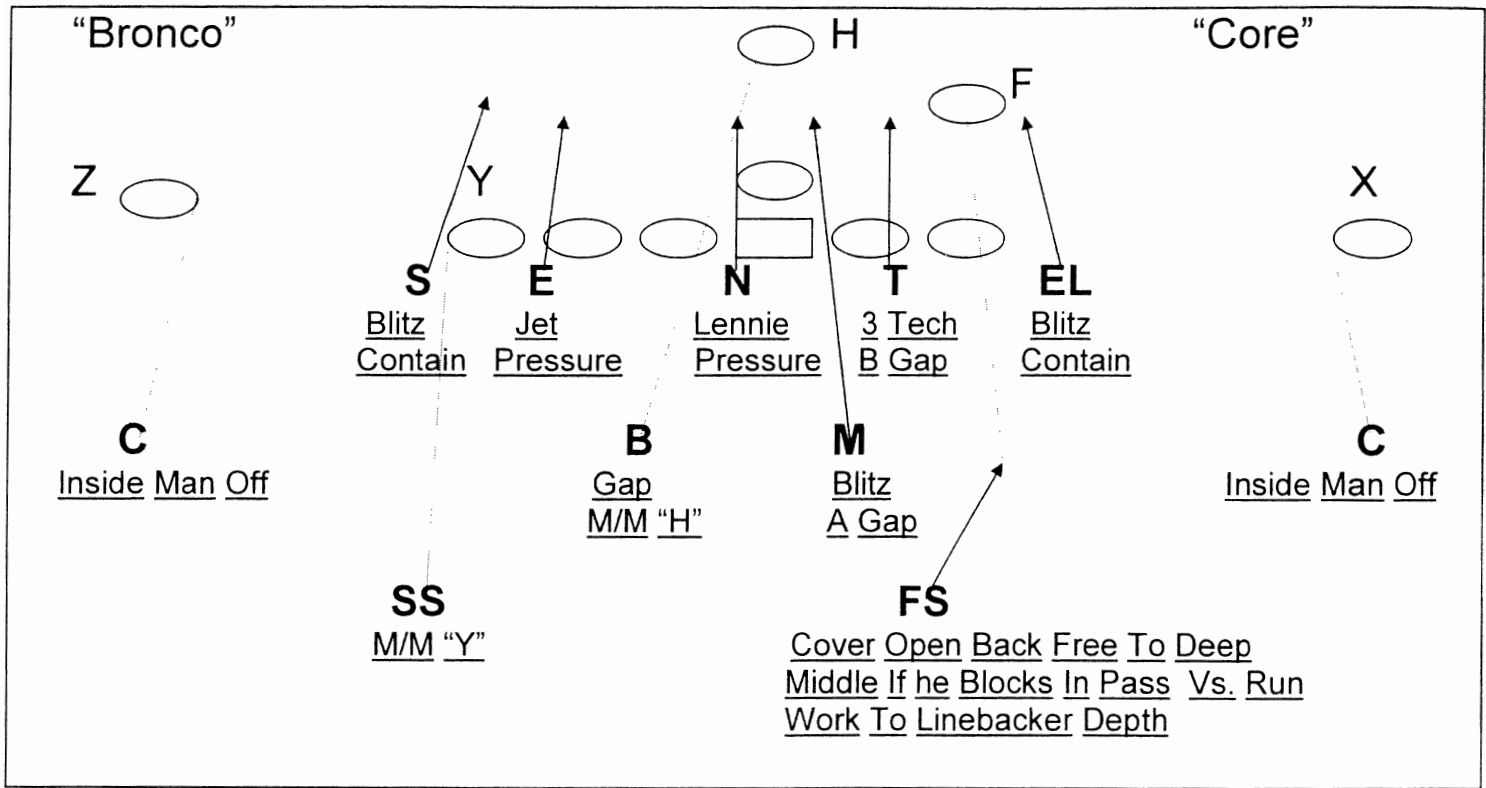 “Bronco”
H
“Core”
F
Z
Y
X
S
E
N
T
EL
Blitz
Contain
Jet
Pressure
Lennie
Pressure
3 Tech
B Gap
Blitz
Contain
C
Inside Man Off
B
Gap
M/M “H”
M
Blitz
A Gap
C
Inside Man Off
SS
M/M “Y”
FS
Cover Open Back Free To Deep
Middle If he Blocks In Pass Vs. Run
Work To Linebacker Depth